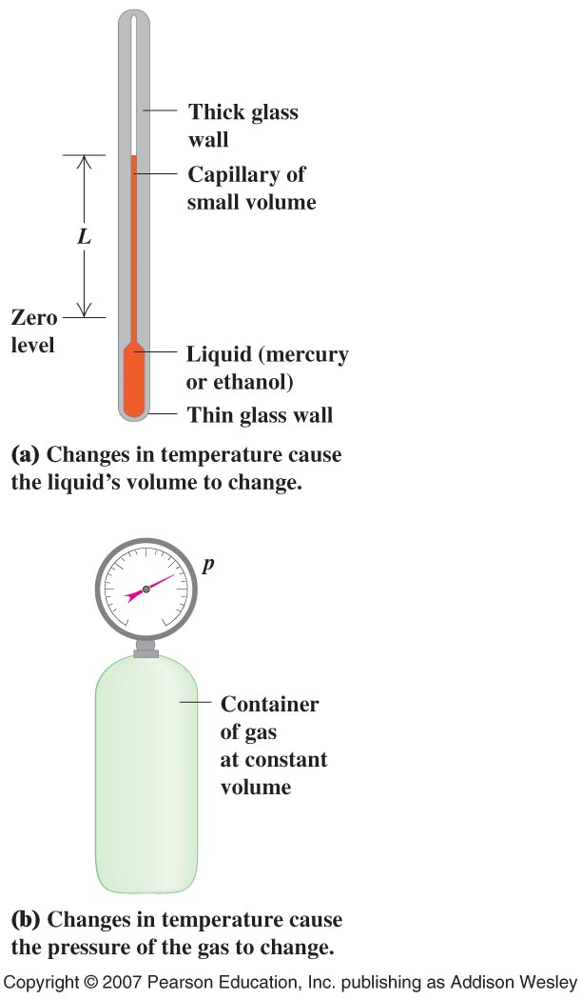 Thick glass
wall
Capillary of
small volume
L
Zero
level
Liquid (mercury
or ethanol)
Thin glass wall
(a) Changes in temperature cause
the liquid's volume to change.
p
Container
of gas
at constant
volume
(b) Changes in temperature cause
the pressure of the gas to change.
Copyright © 2007 Pearson Education, Inc. publishing as Addison Wesley